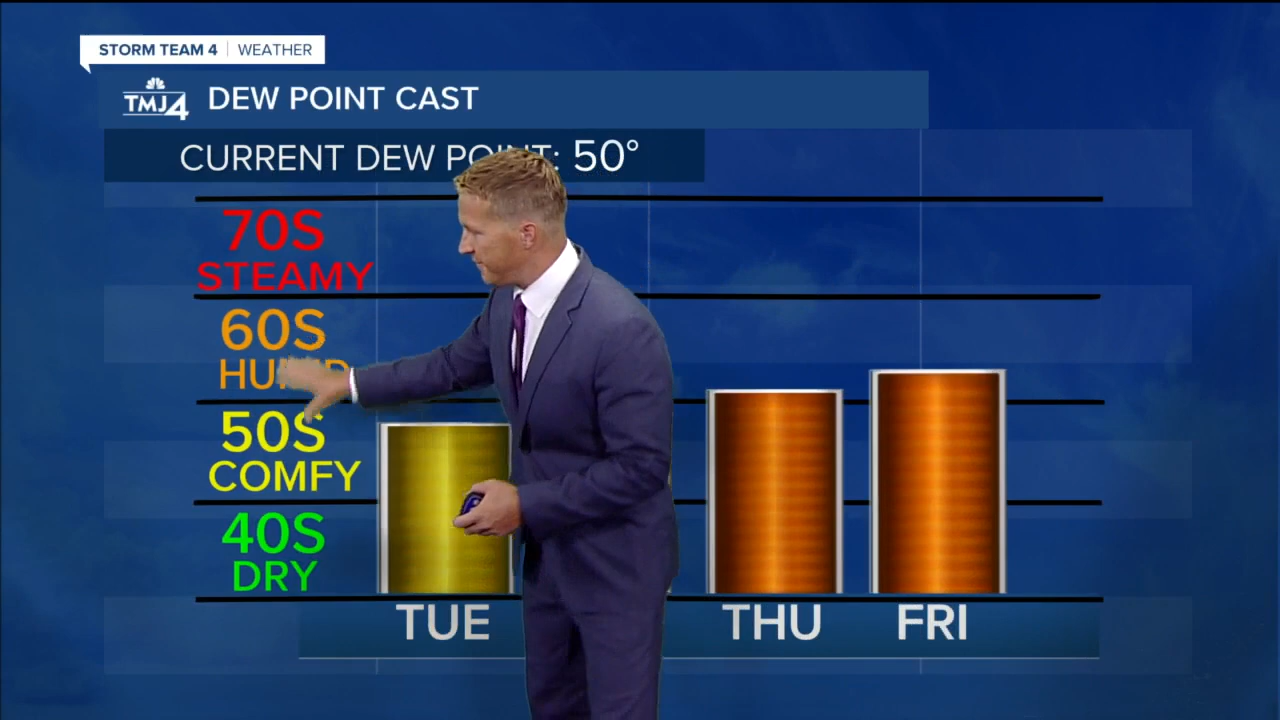 STORM TEAM 4 | WEATHER
TMJ4
DEW POINT CAST
CURRENT DEW POINT: 50°
70S
STEAMY
60S
50S
COMFY
40S
DRY
TUE THU FRI